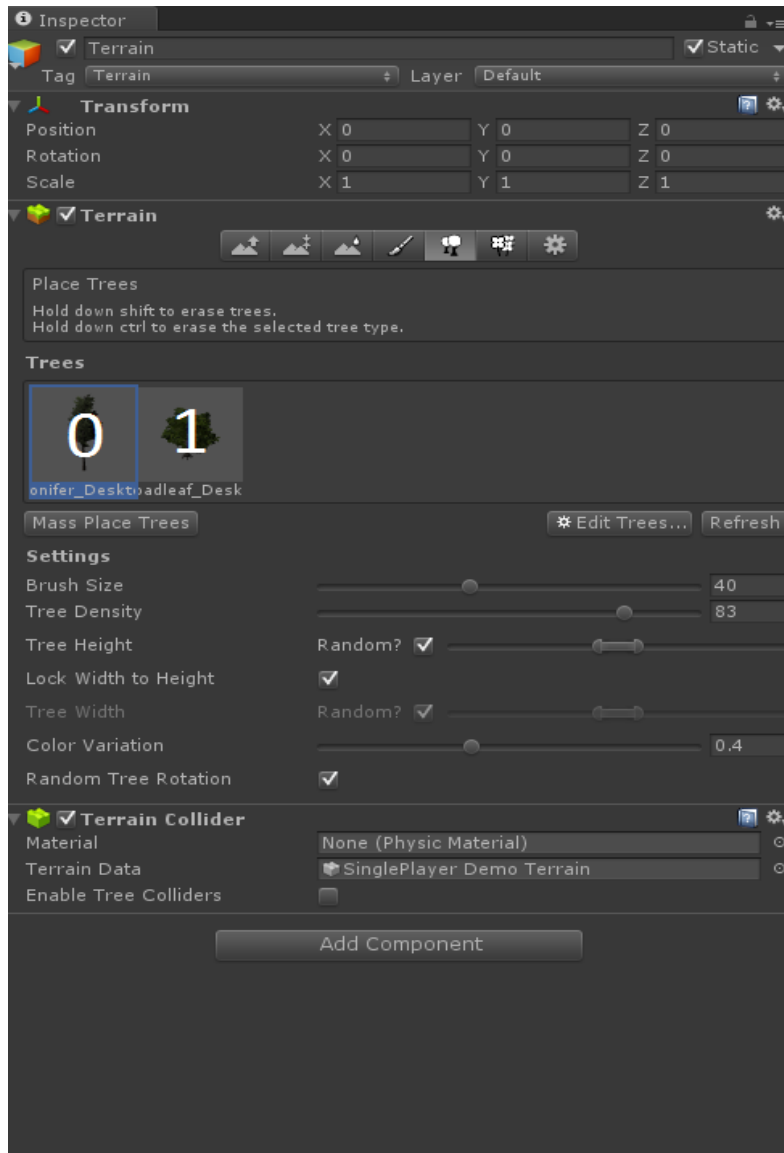 Inspector
Terrain Static
Tag Terrain Layer Default
Transform
Position X 0 Y 0 Z 0
Rotation X 0 Y 0 Z 0
Scale X 1 Y 1 Z 1
Terrain
Place Trees
Hold down shift to erase trees.
Hold down ctrl to erase the selected tree type.
Trees
0 1
onifer_Deskto oadleaf_Desk
Mass Place Trees Edit Trees... Refresh
Settings
Brush Size 40
Tree Density 83
Tree Height Random?
Lock Width to Height
Tree Width Random?
Color Variation 0.4
Random Tree Rotation
Terrain Collider
Material None (Physic Material)
Terrain Data SinglePlayer Demo Terrain
Enable Tree Colliders
Add Component